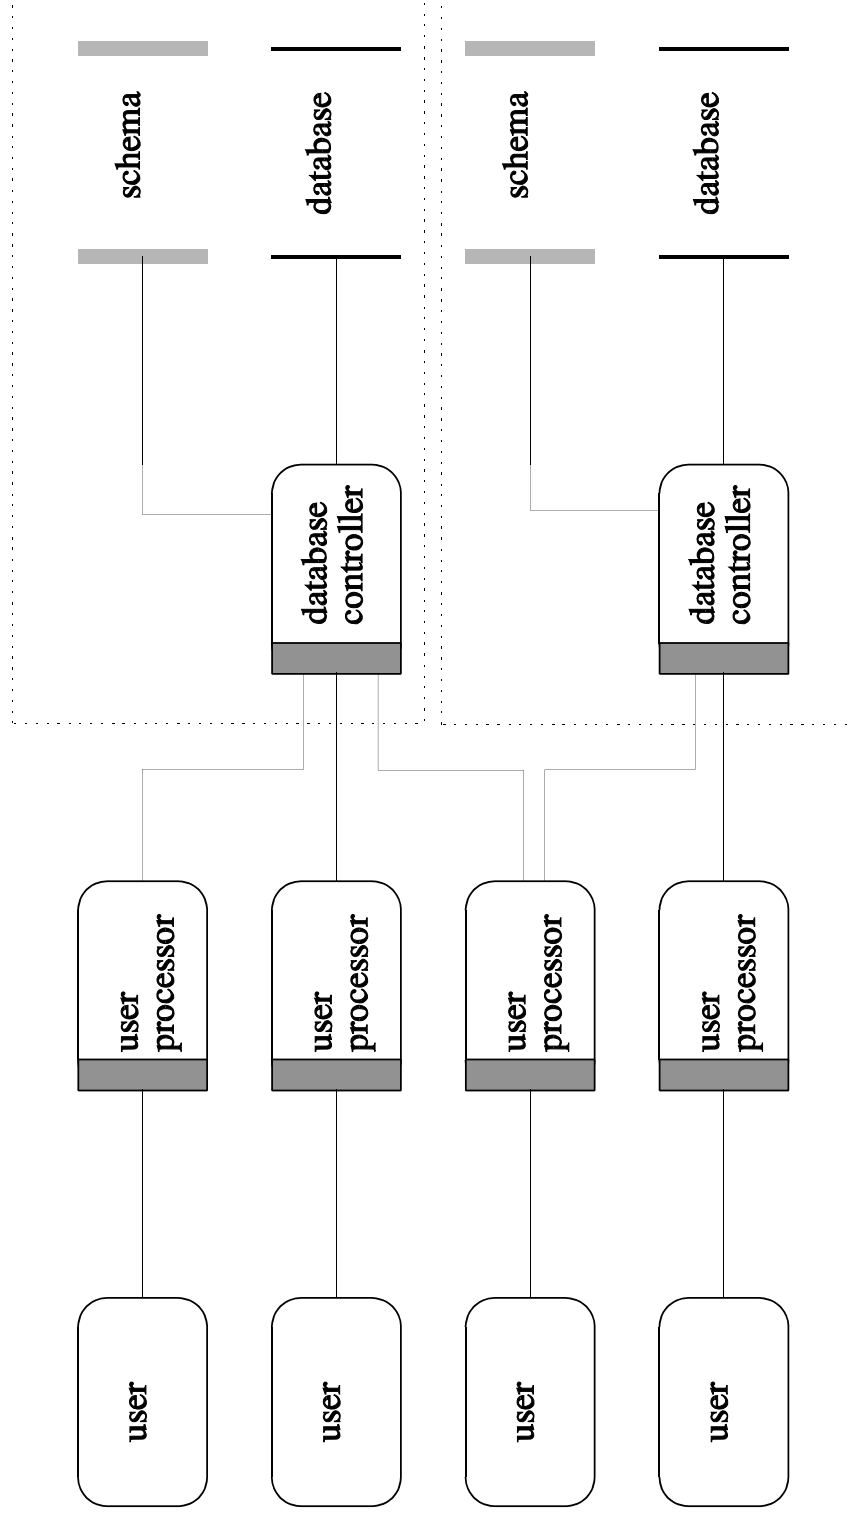 schema
database
schema
database
database
controller
database
controller
user
processor
user
processor
user
processor
user
processor
user
user
user
user